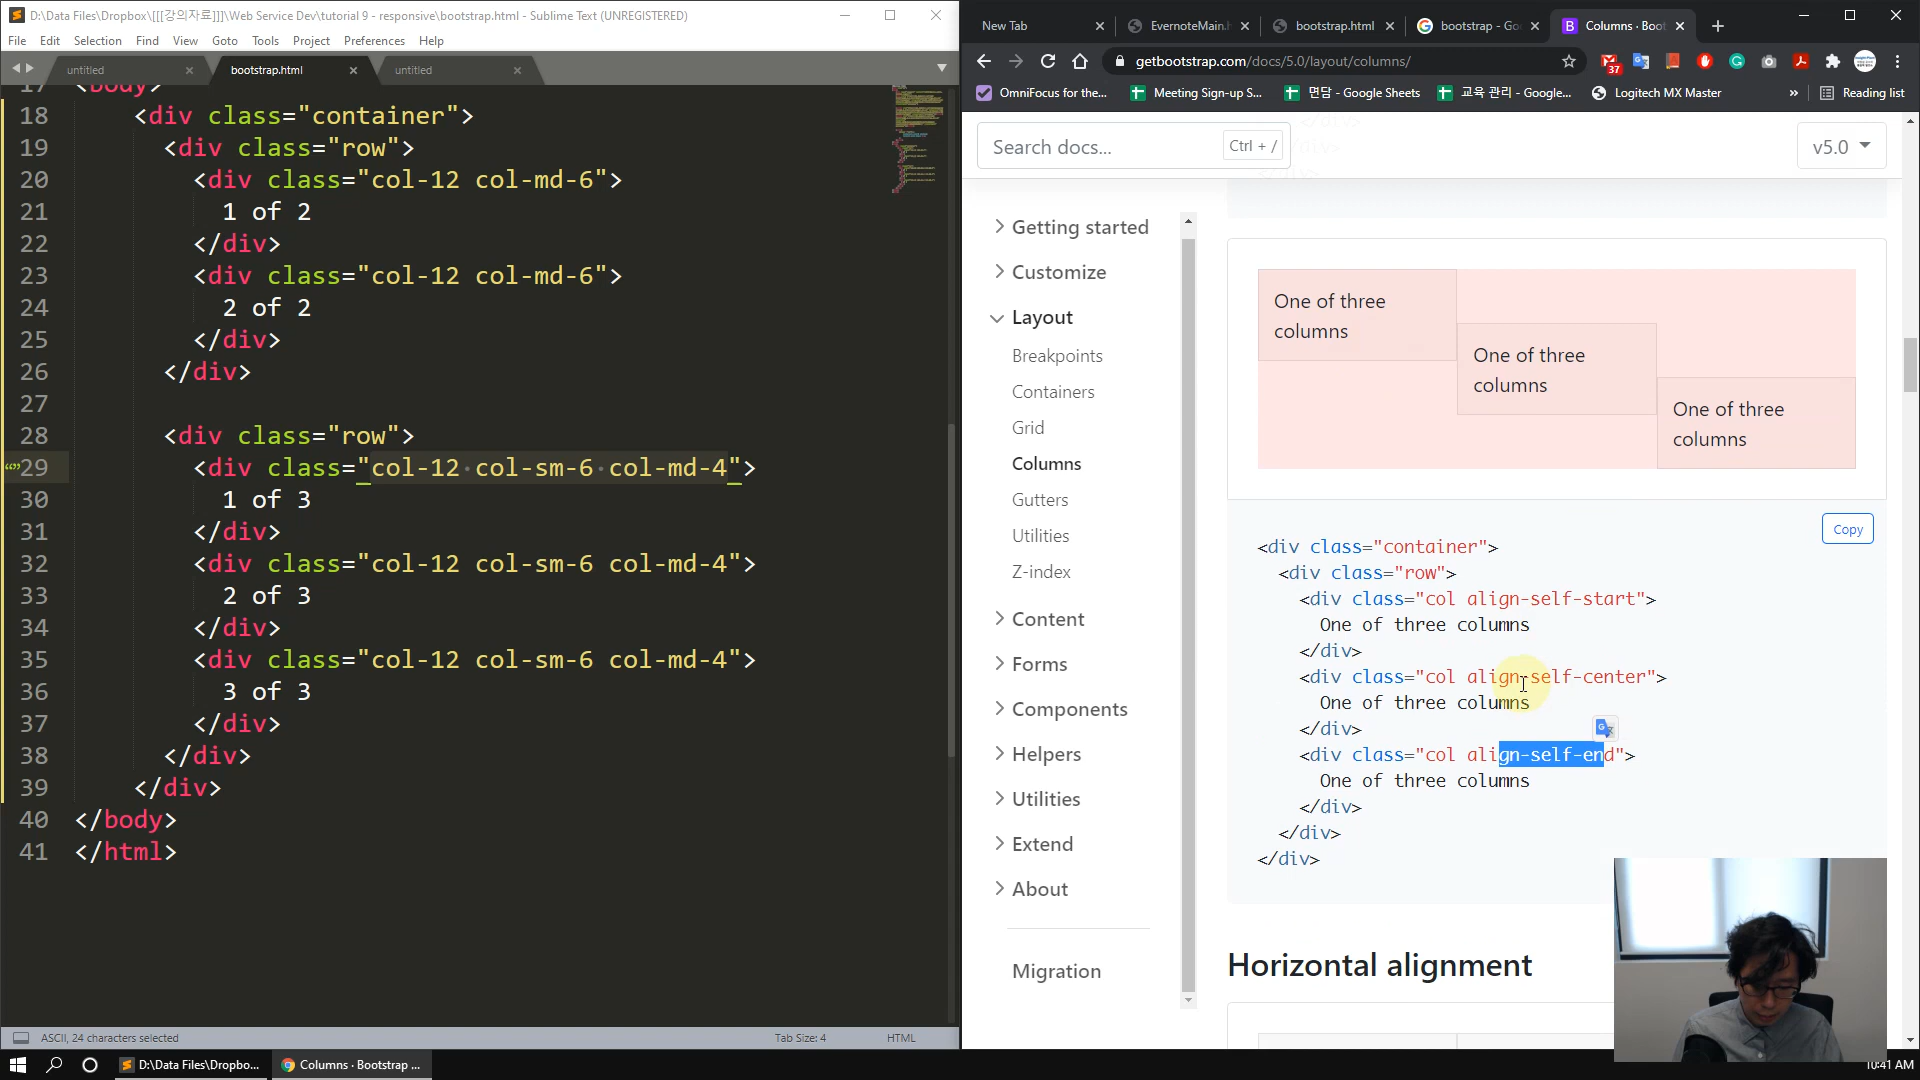 D:\Data Files\Dropbox\[[[강의자료]]]\Web Service Dev\tutorial 9 - responsive\bootstrap.html - Sublime Text (UNREGISTERED)
File Edit Selection Find View Goto Tools Project Preferences Help
untitled
bootstrap.html
untitled
17 <body>
18 <div class="container">
19 <div class="row">
20 <div class="col-12 col-md-6">
21 1 of 2
22 </div>
23 <div class="col-12 col-md-6">
24 2 of 2
25 </div>
26 </div>
27
28 <div class="row">
29 <div class="col-12 col-sm-6 col-md-4">
30 1 of 3
31 </div>
32 <div class="col-12 col-sm-6 col-md-4">
33 2 of 3
34 </div>
35 <div class="col-12 col-sm-6 col-md-4">
36 3 of 3
37 </div>
38 </div>
39 </div>
40 </body>
41 </html>
ASCII, 24 characters selected
Tab Size: 4
HTML
New Tab
EvernoteMain.h
bootstrap.html
bootstrap - Go
Columns · Boot
getbootstrap.com/docs/5.0/layout/columns/
37
OmniFocus for the...
Meeting Sign-up S...
면담 - Google Sheets
교육 관리 - Google...
Logitech MX Master
»
Reading list
Search docs...
Ctrl + /
v5.0
Getting started
Customize
Layout
Breakpoints
Containers
Grid
Columns
Gutters
Utilities
Z-index
Content
Forms
Components
Helpers
Utilities
Extend
About
Migration
One of three
columns
One of three
columns
One of three
columns
Copy
<div class="container">
<div class="row">
<div class="col align-self-start">
One of three columns
</div>
<div class="col align-self-center">
One of three columns
</div>
<div class="col align-self-end">
One of three columns
</div>
</div>
</div>
Horizontal alignment
D:\Data Files\Dropbo...
Columns · Bootstrap ...
10:41 AM